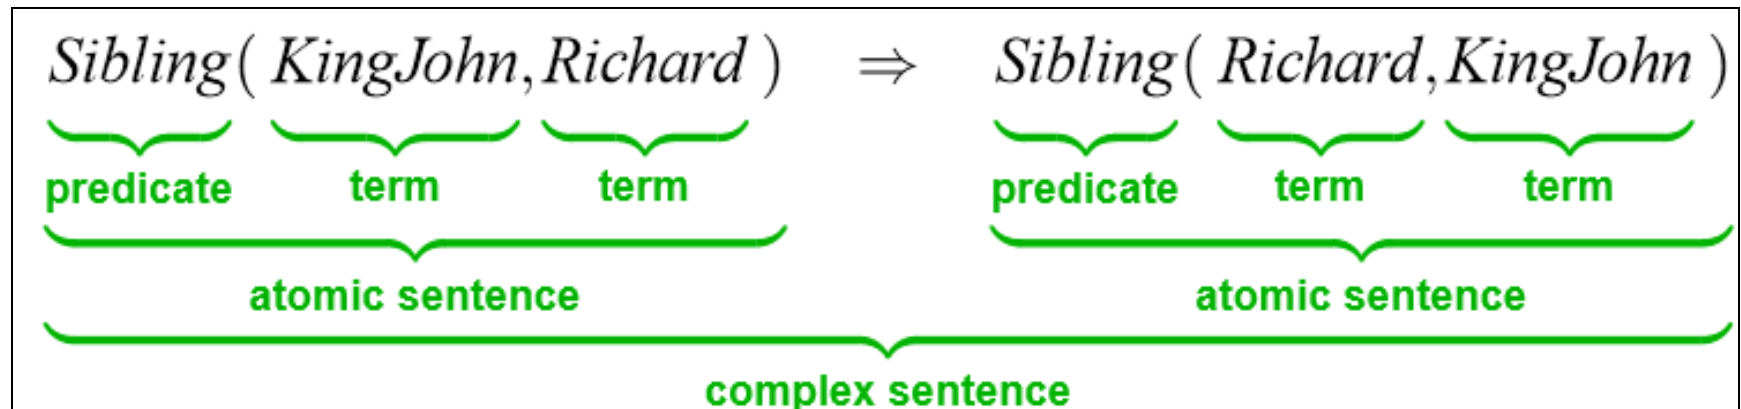 Sibling( KingJohn, Richard ) ⇒ Sibling( Richard, KingJohn )
predicate term term predicate term term
atomic sentence atomic sentence
complex sentence